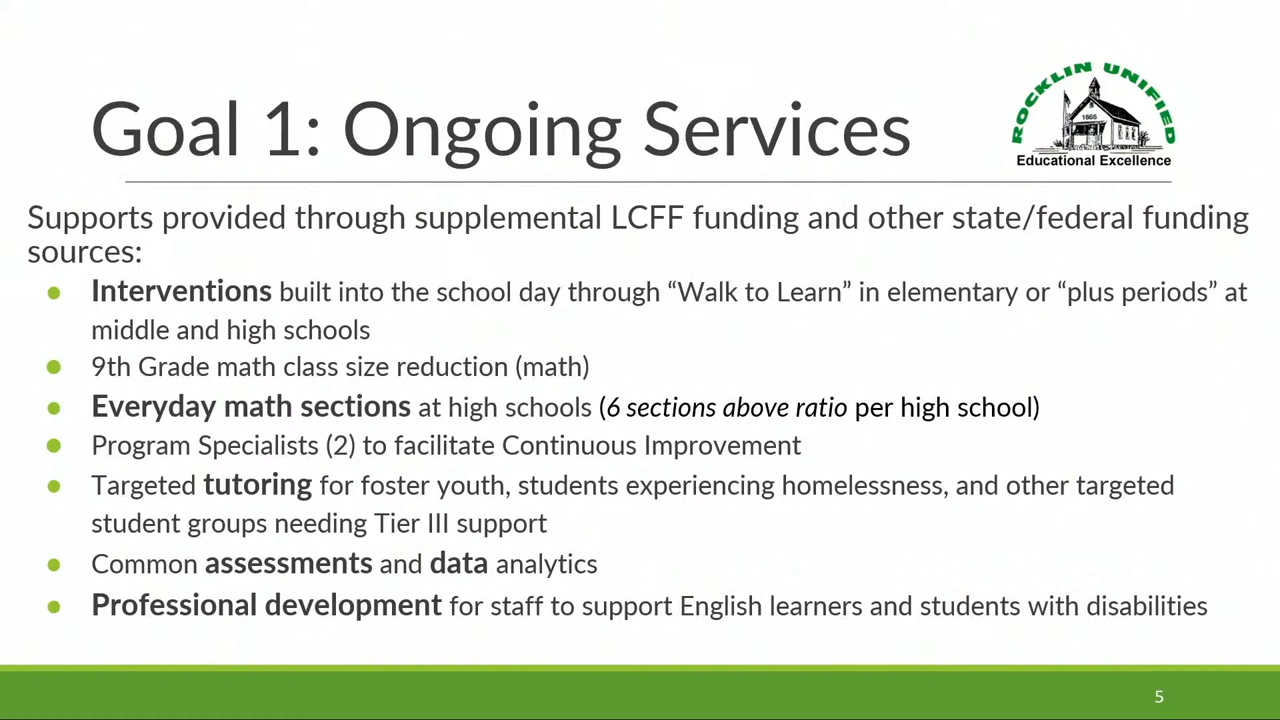 ROCKLIN UNIFIED
1866
Educational Excellence
Goal 1: Ongoing Services
Supports provided through supplemental LCFF funding and other state/federal funding
sources:
● Interventions built into the school day through “Walk to Learn” in elementary or “plus periods” at
middle and high schools
● 9th Grade math class size reduction (math)
● Everyday math sections at high schools (6 sections above ratio per high school)
● Program Specialists (2) to facilitate Continuous Improvement
● Targeted tutoring for foster youth, students experiencing homelessness, and other targeted
student groups needing Tier III support
● Common assessments and data analytics
● Professional development for staff to support English learners and students with disabilities
5